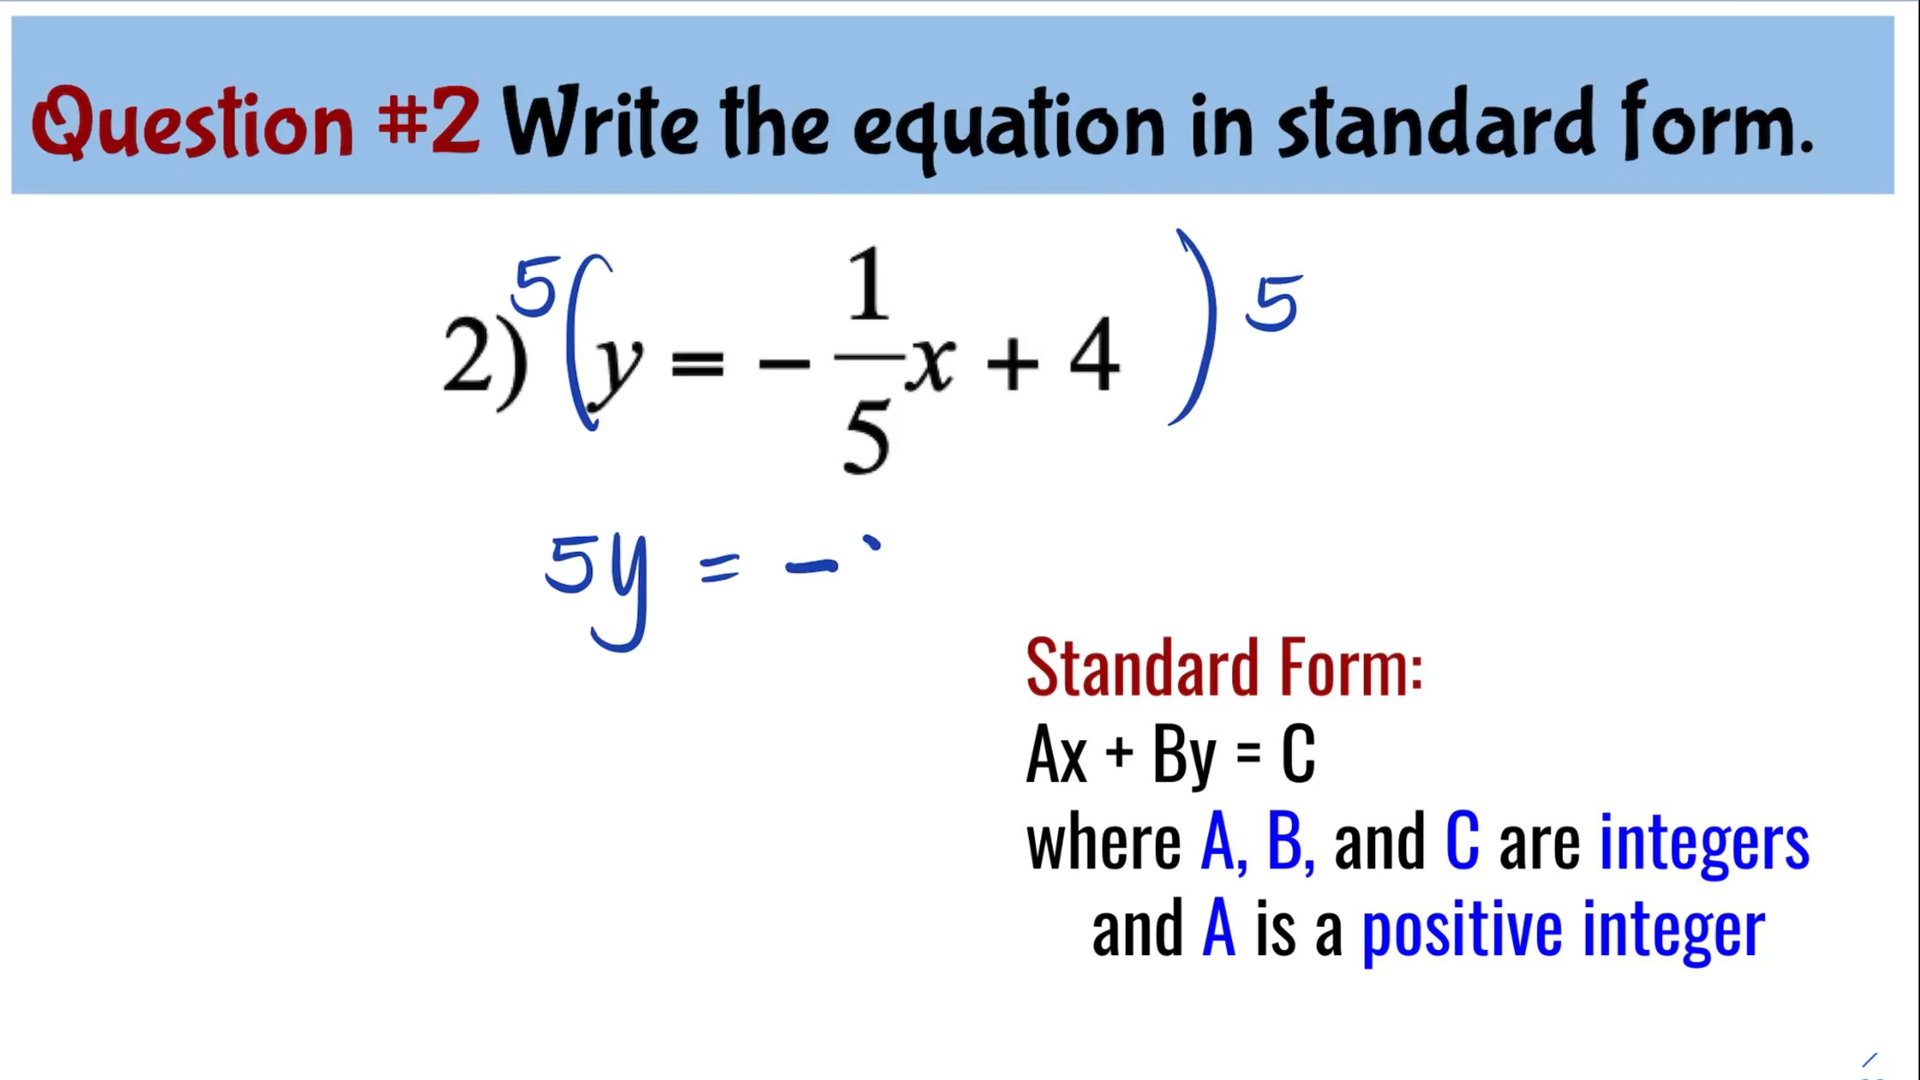 Question #2 Write the equation in standard form.
5 ( ) 5
2) y = - 1/5 x + 4
5y = -
Standard Form:
Ax + By = C
where A, B, and C are integers
and A is a positive integer